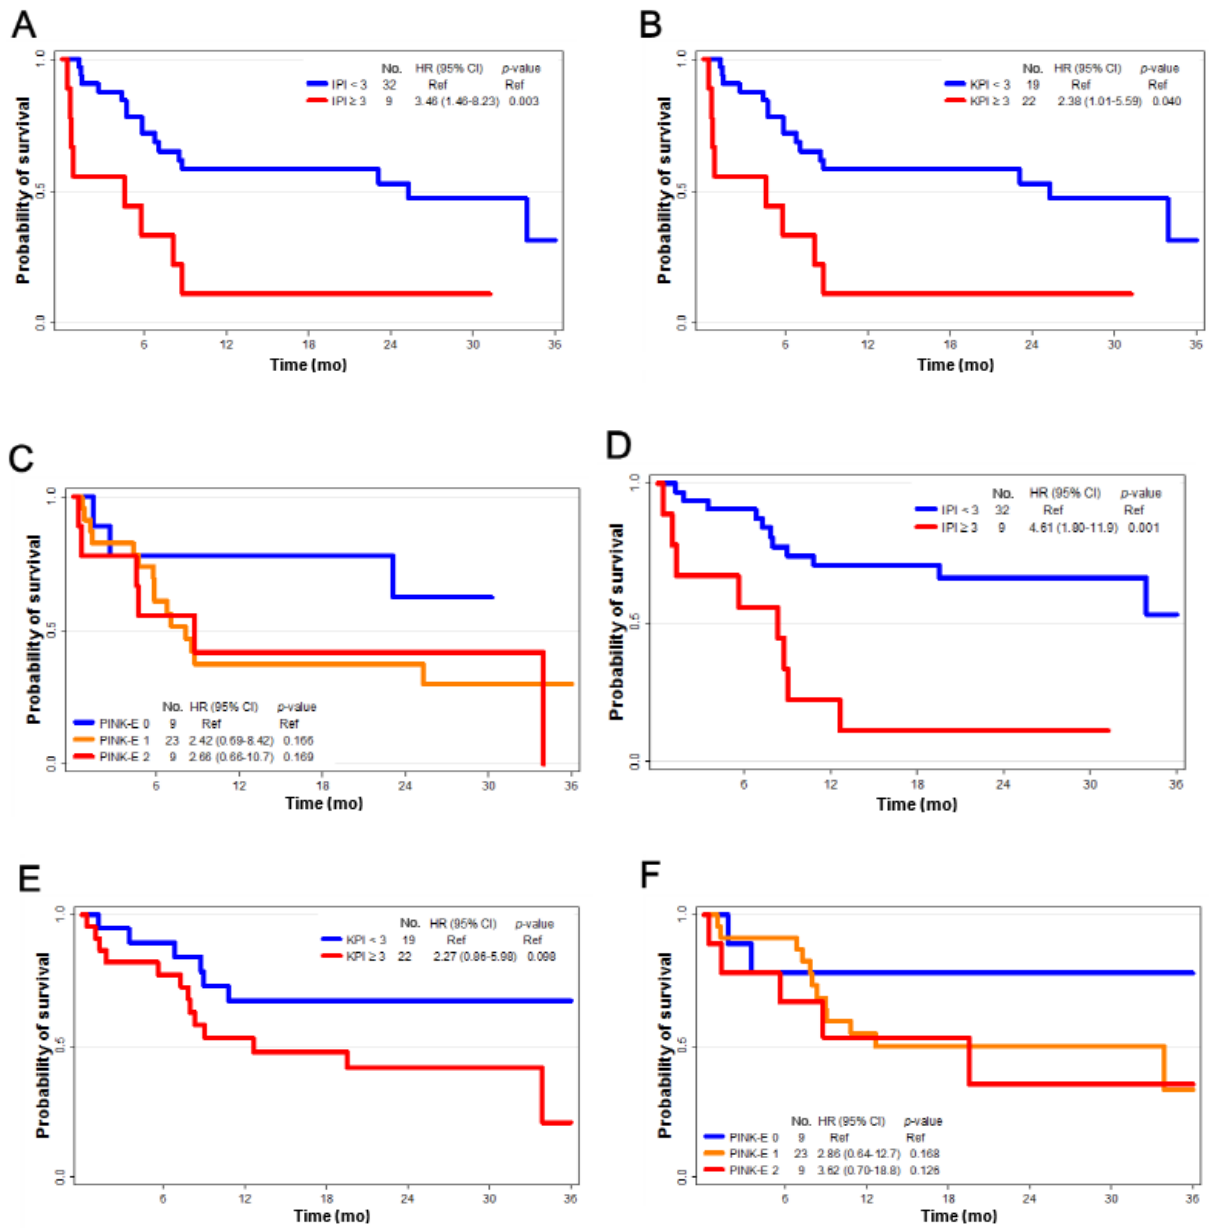 A
Probability of survival
1.0
0.5
0.0
No. HR (95% CI) p-value
IPI < 3 32 Ref Ref
IPI ≥ 3 9 3.46 (1.46-8.23) 0.003
6 12 18 24 30 36
Time (mo)
B
Probability of survival
1.0
0.5
0.0
No. HR (95% CI) p-value
KPI < 3 19 Ref Ref
KPI ≥ 3 22 2.38 (1.01-5.59) 0.040
6 12 18 24 30 36
Time (mo)
C
Probability of survival
1.0
0.5
0.0
No. HR (95% CI) p-value
PINK-E 0 9 Ref Ref
PINK-E 1 23 2.42 (0.69-8.42) 0.166
PINK-E 2 9 2.66 (0.66-10.7) 0.169
6 12 18 24 30 36
Time (mo)
D
Probability of survival
1.0
0.5
0.0
No. HR (95% CI) p-value
IPI < 3 32 Ref Ref
IPI ≥ 3 9 4.61 (1.80-11.9) 0.001
6 12 18 24 30 36
Time (mo)
E
Probability of survival
1.0
0.5
0.0
No. HR (95% CI) p-value
KPI < 3 19 Ref Ref
KPI ≥ 3 22 2.27 (0.86-5.98) 0.098
6 12 18 24 30 36
Time (mo)
F
Probability of survival
1.0
0.5
0.0
No. HR (95% CI) p-value
PINK-E 0 9 Ref Ref
PINK-E 1 23 2.86 (0.64-12.7) 0.168
PINK-E 2 9 3.62 (0.70-18.8) 0.126
6 12 18 24 30 36
Time (mo)